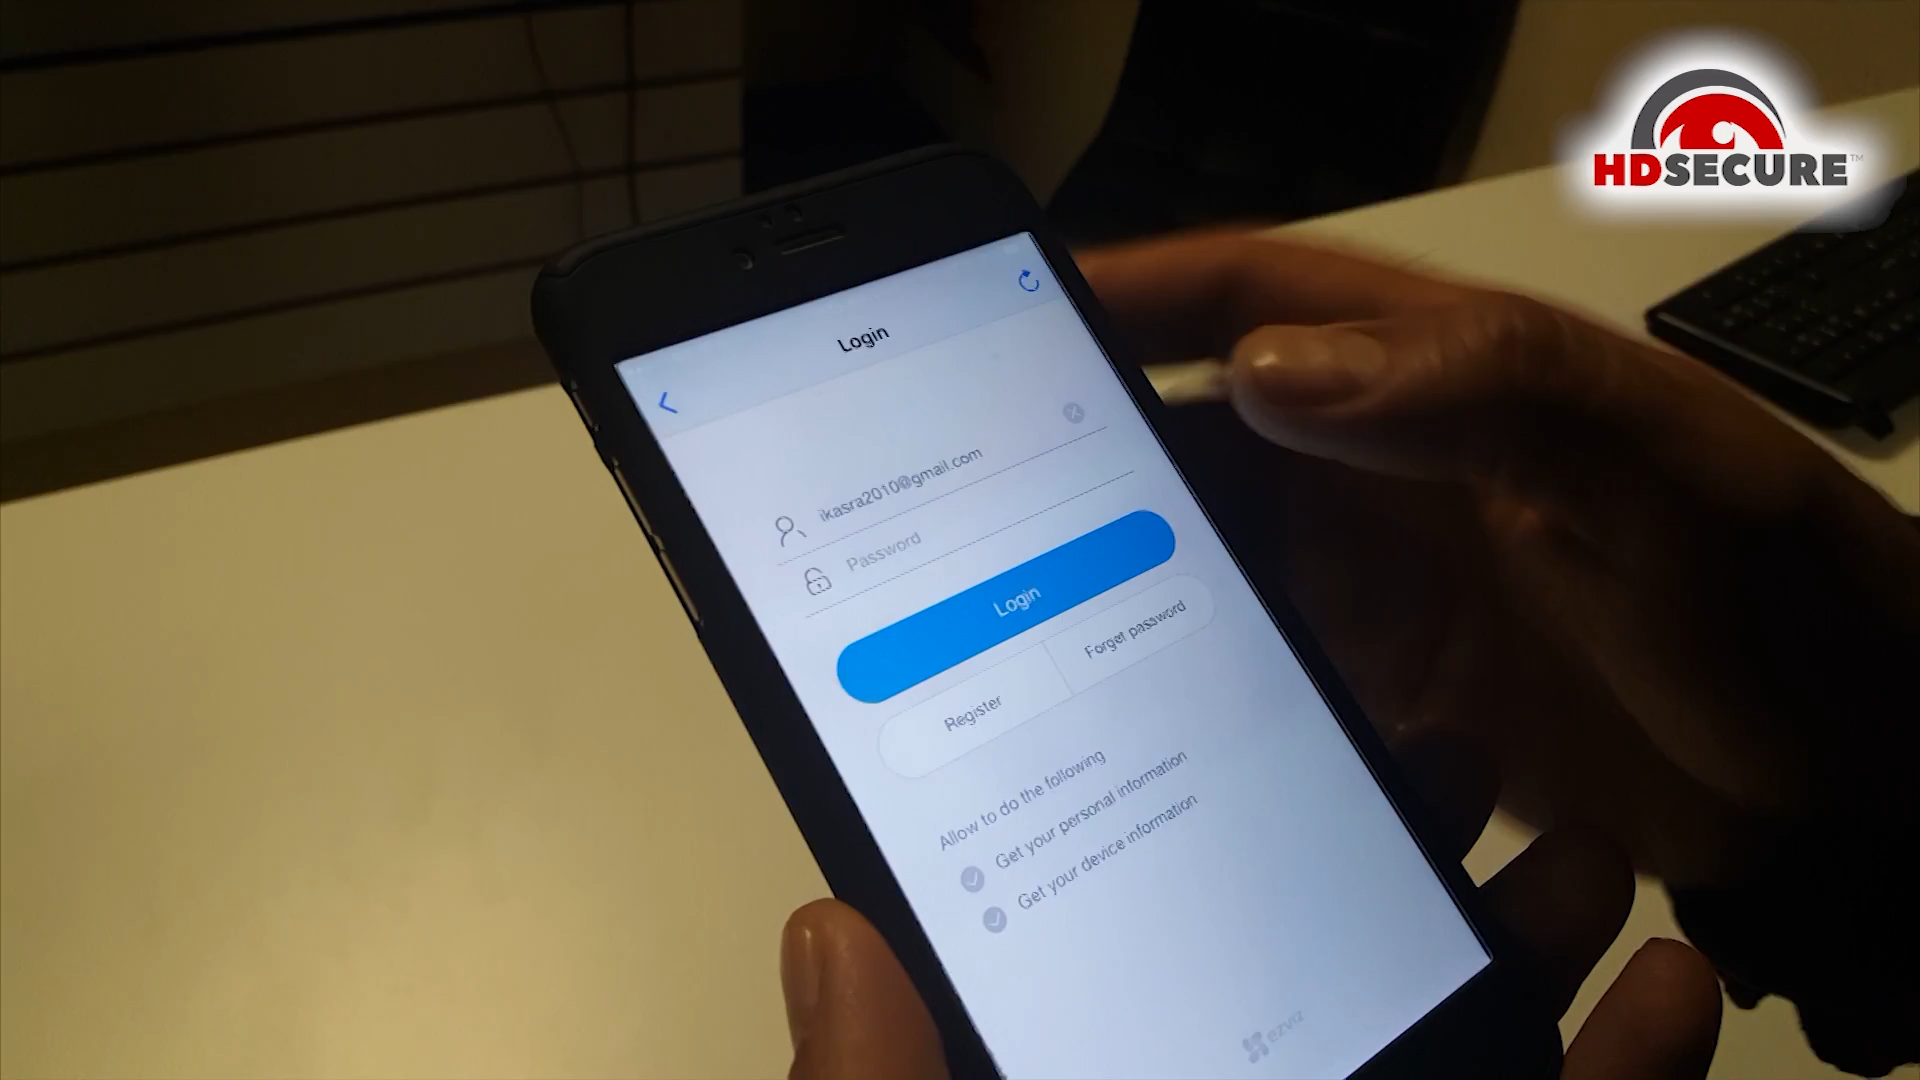 HDSECURE™
Login
ikasra2010@gmail.com
Password
Login
Register
Forget password
Allow to do the following
Get your personal information
Get your device information
ezviz